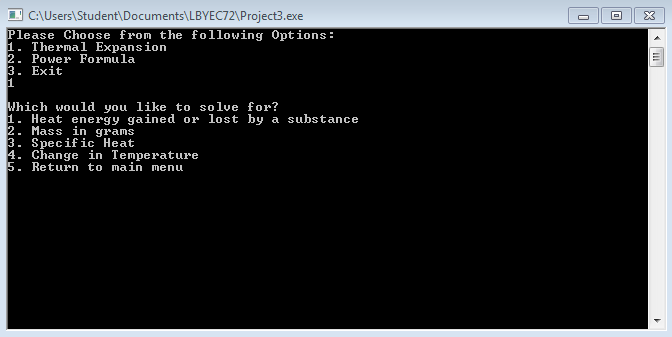 C:\Users\Student\Documents\LBYEC72\Project3.exe
Please Choose from the following Options:
1. Thermal Expansion
2. Power Formula
3. Exit
1
Which would you like to solve for?
1. Heat energy gained or lost by a substance
2. Mass in grams
3. Specific Heat
4. Change in Temperature
5. Return to main menu